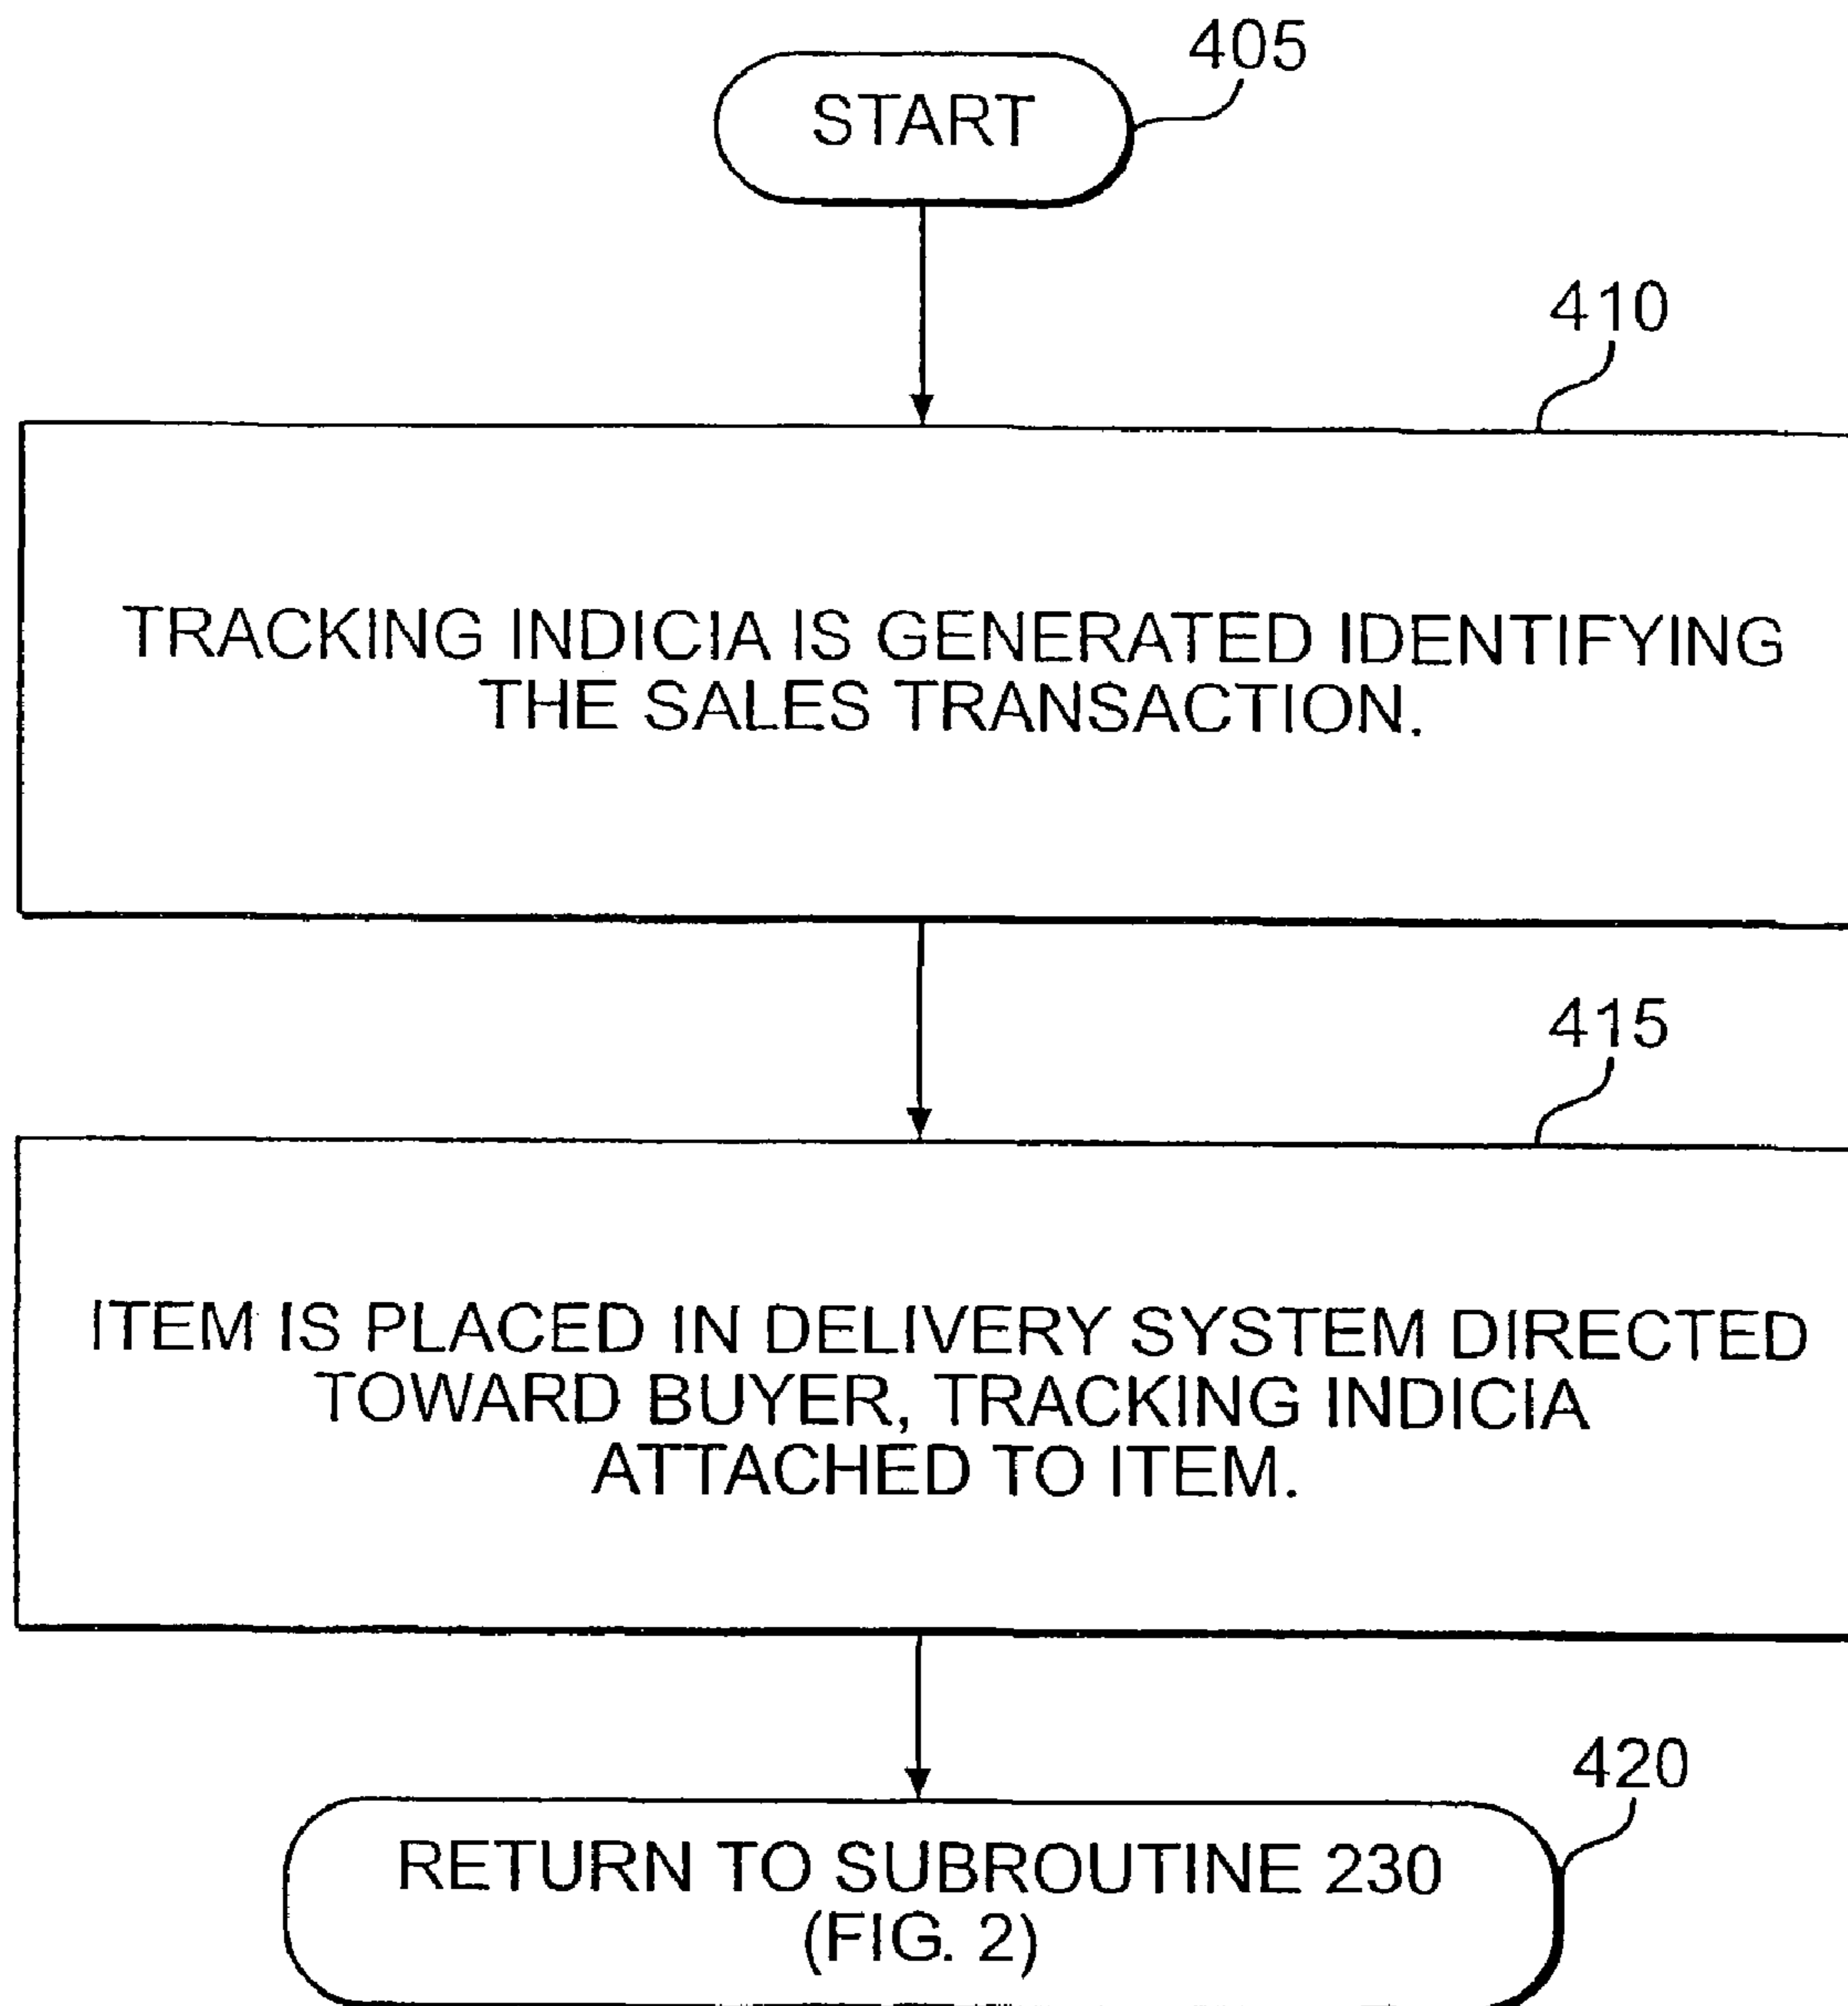 405
START
410
TRACKING INDICIA IS GENERATED IDENTIFYING
THE SALES TRANSACTION.
415
ITEM IS PLACED IN DELIVERY SYSTEM DIRECTED
TOWARD BUYER, TRACKING INDICIA
ATTACHED TO ITEM.
420
RETURN TO SUBROUTINE 230
(FIG. 2)